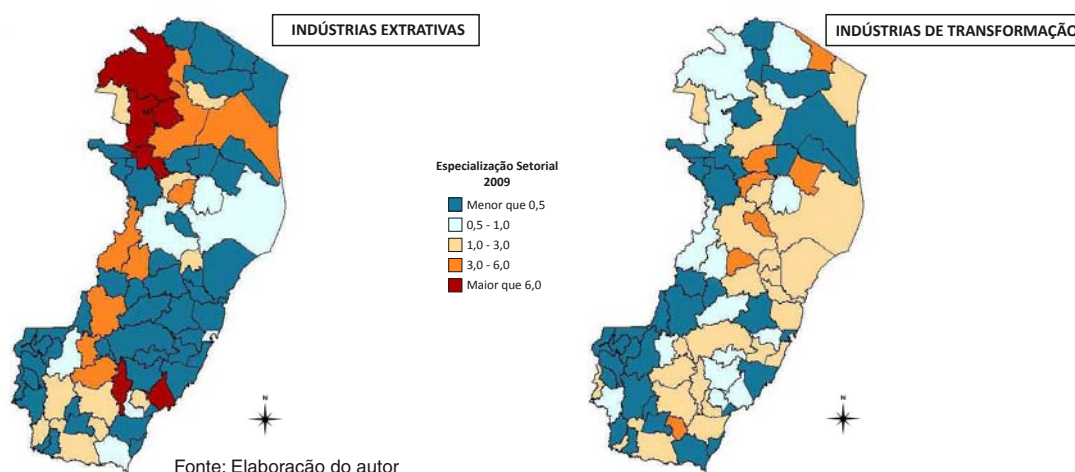 INDÚSTRIAS EXTRATIVAS
INDÚSTRIAS DE TRANSFORMAÇÃO
Especialização Setorial
2009
Menor que 0,5
0,5 - 1,0
1,0 - 3,0
3,0 - 6,0
Maior que 6,0
N
N
Fonte: Elaboração do autor